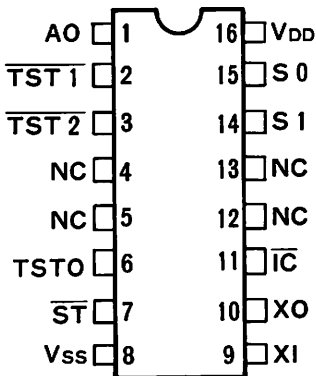 AO 1 16 VDD
TST1 2 15 S0
TST2 3 14 S1
NC 4 13 NC
NC 5 12 NC
TSTO 6 11 IC
ST 7 10 XO
VSS 8 9 XI